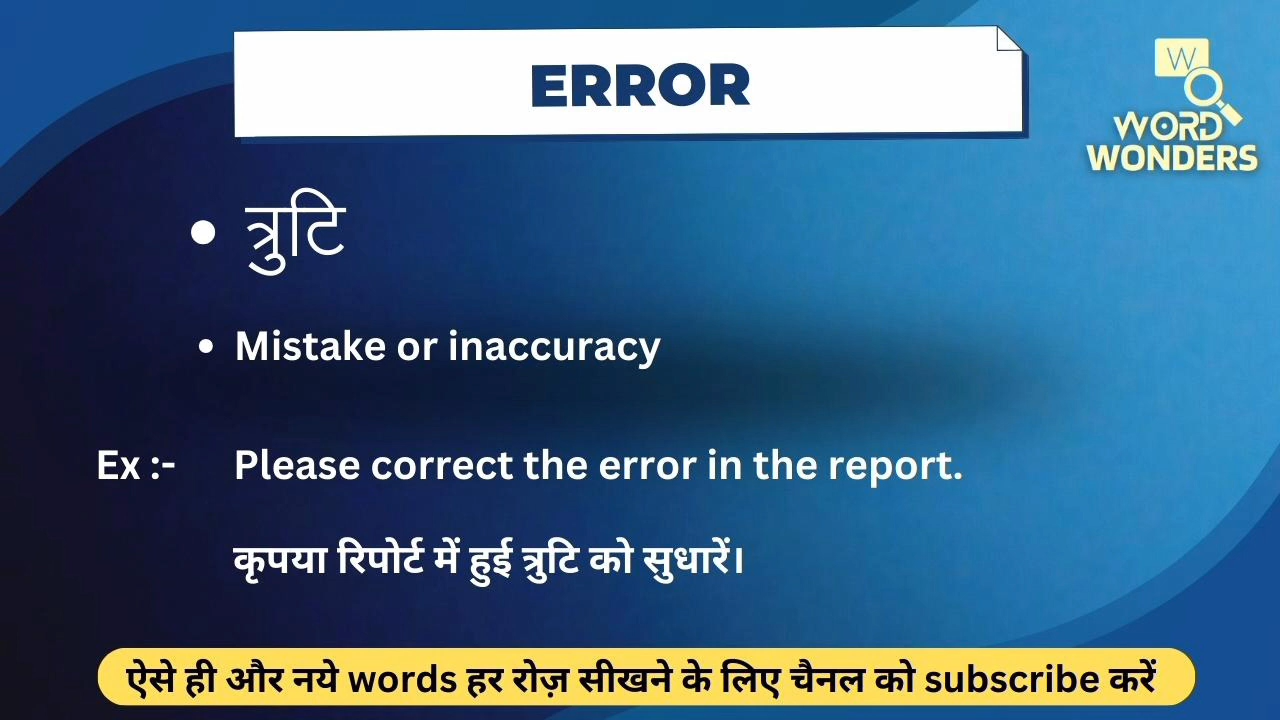 ERROR
W
WORD
WONDERS
• त्रुटि
• Mistake or inaccuracy
Ex :- Please correct the error in the report.
कृपया रिपोर्ट में हुई त्रुटि को सुधारें।
ऐसे ही और नये words हर रोज़ सीखने के लिए चैनल को subscribe करें